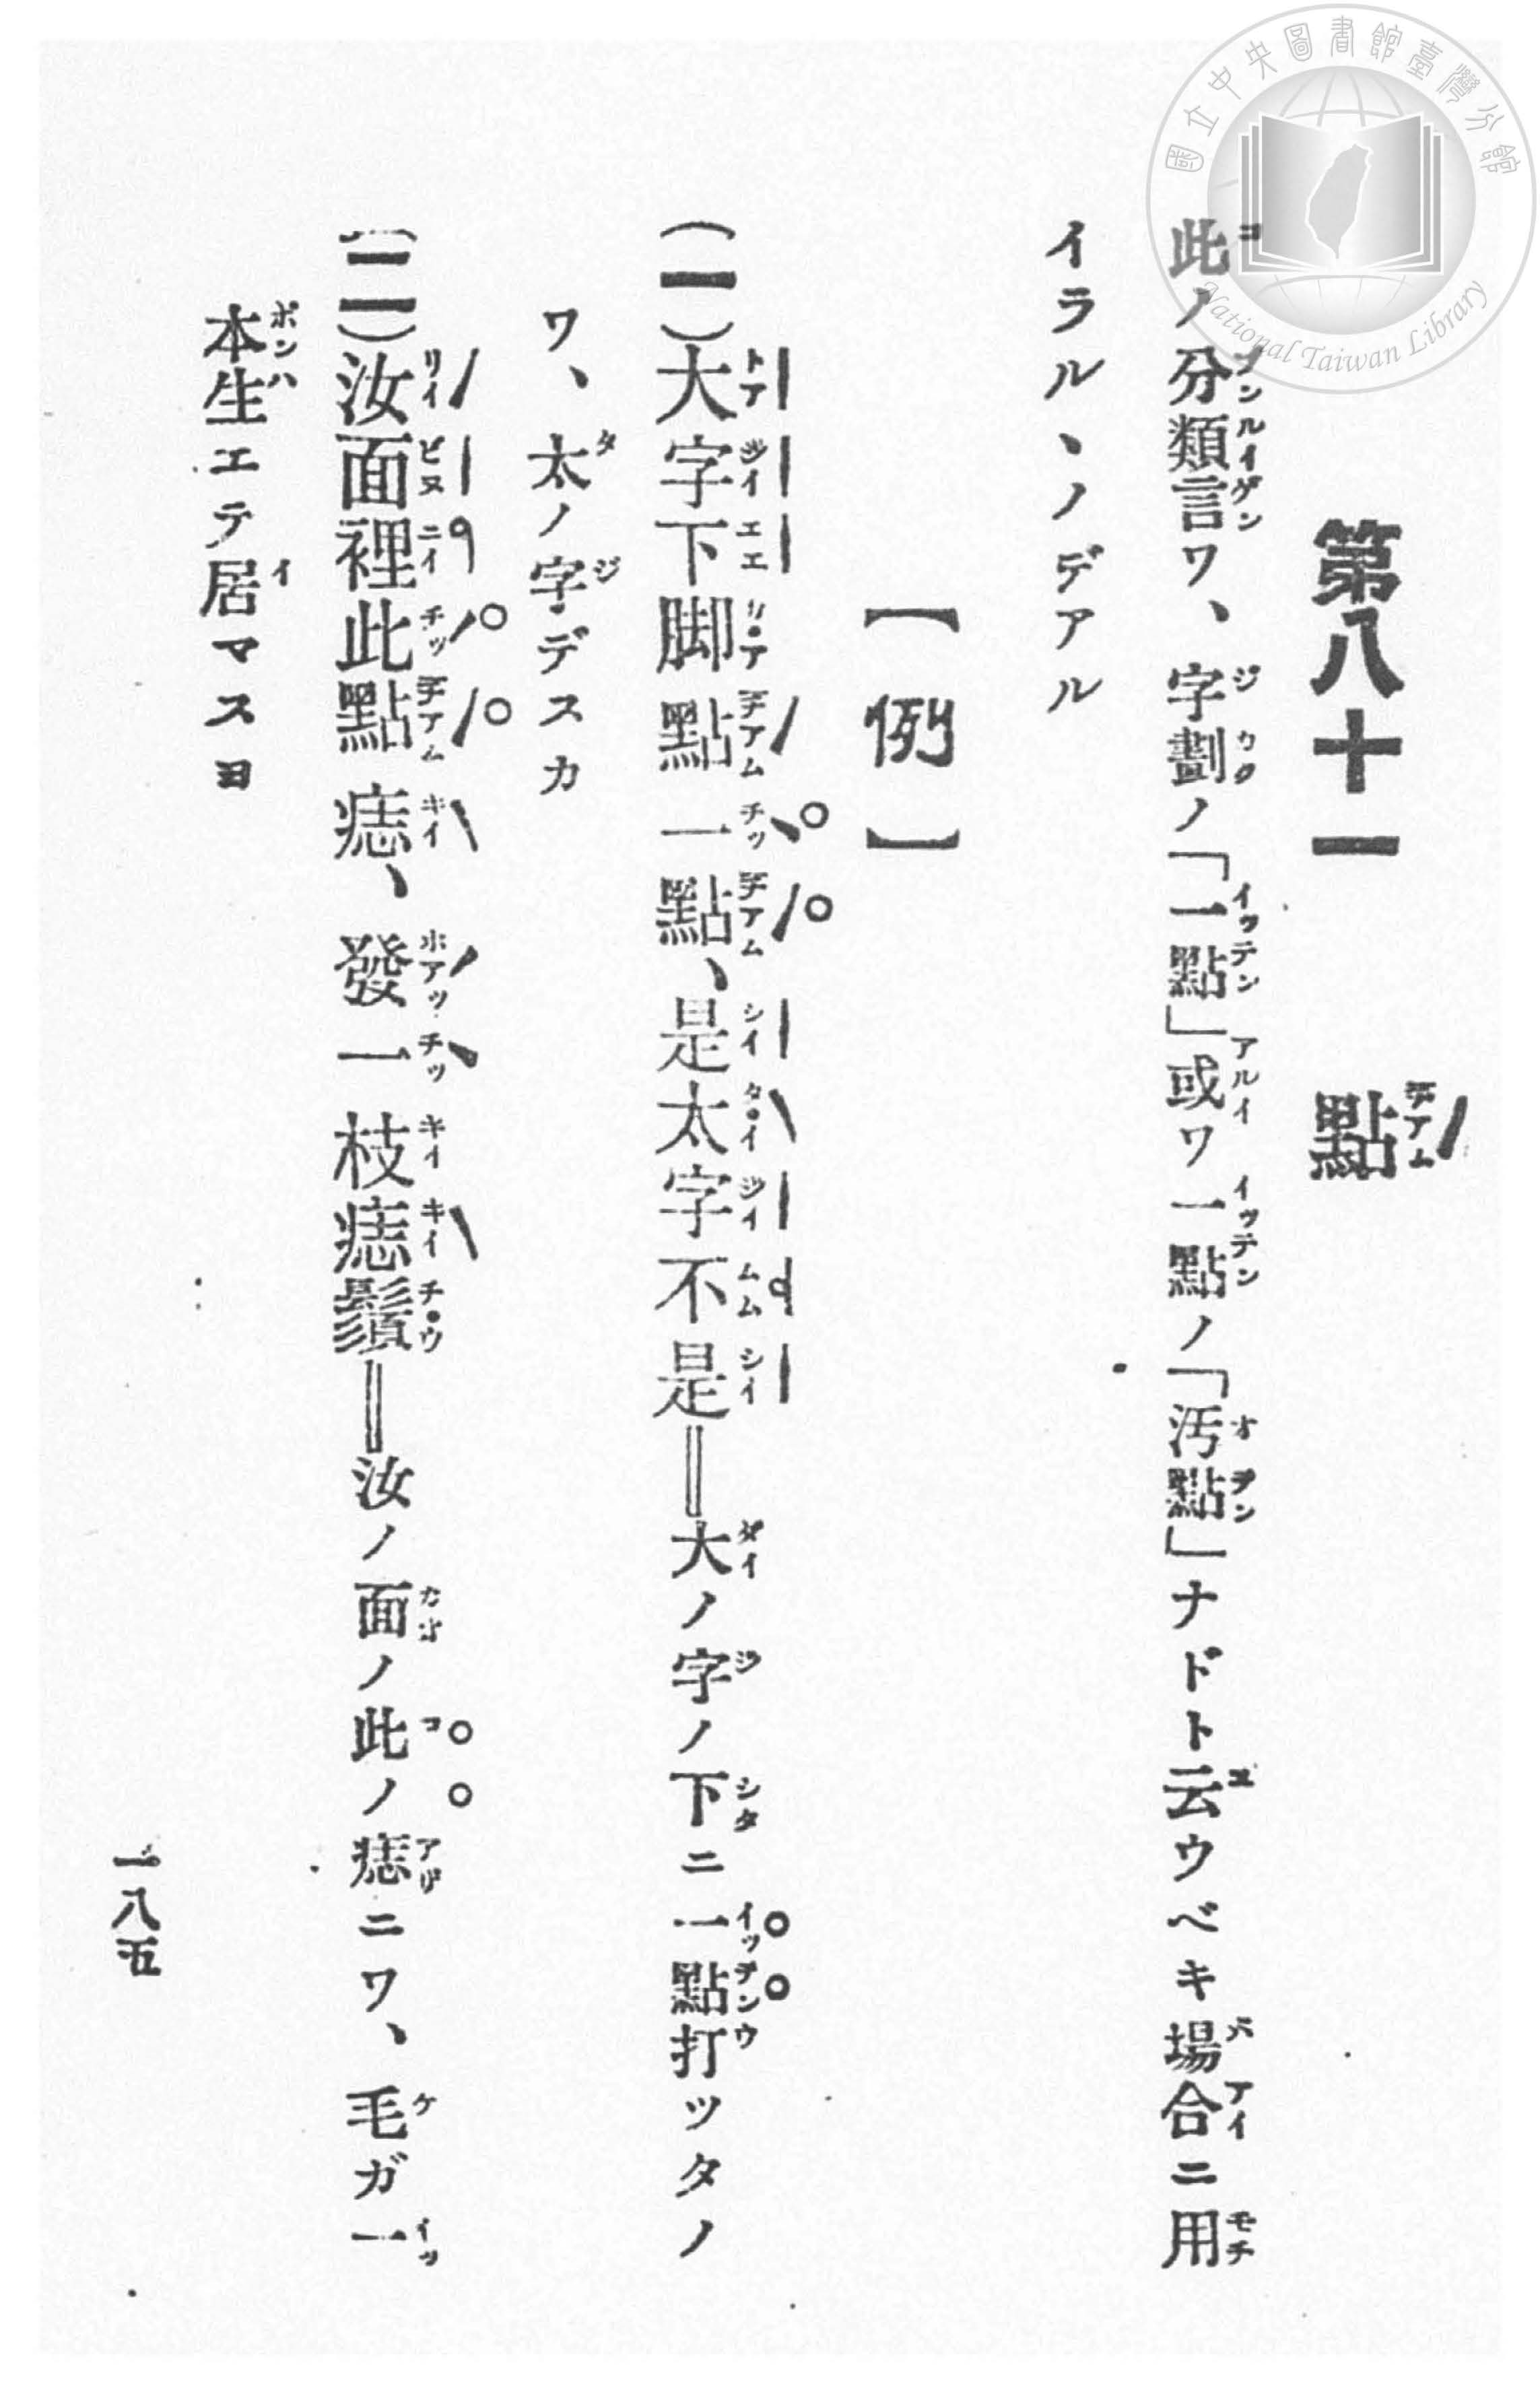 國立中央圖書館臺灣分館
National Taiwan Library
第八十一 點
此ノ分類言ワ、字劃ノ「一點」或ワ一點ノ「汚點」ナドト云ウベキ場合ニ用
イラル、ノデアル
【例】
(一)大字下脚點一點、是太字不是＝大ノ字ノ下ニ一點打ツタノ
ワ、太ノ字デスカ
(二)汝面裡此點痣、發一枝痣鬚＝汝ノ面ノ此ノ痣ニワ、毛ガ一
本生エテ居マスヨ
一八五